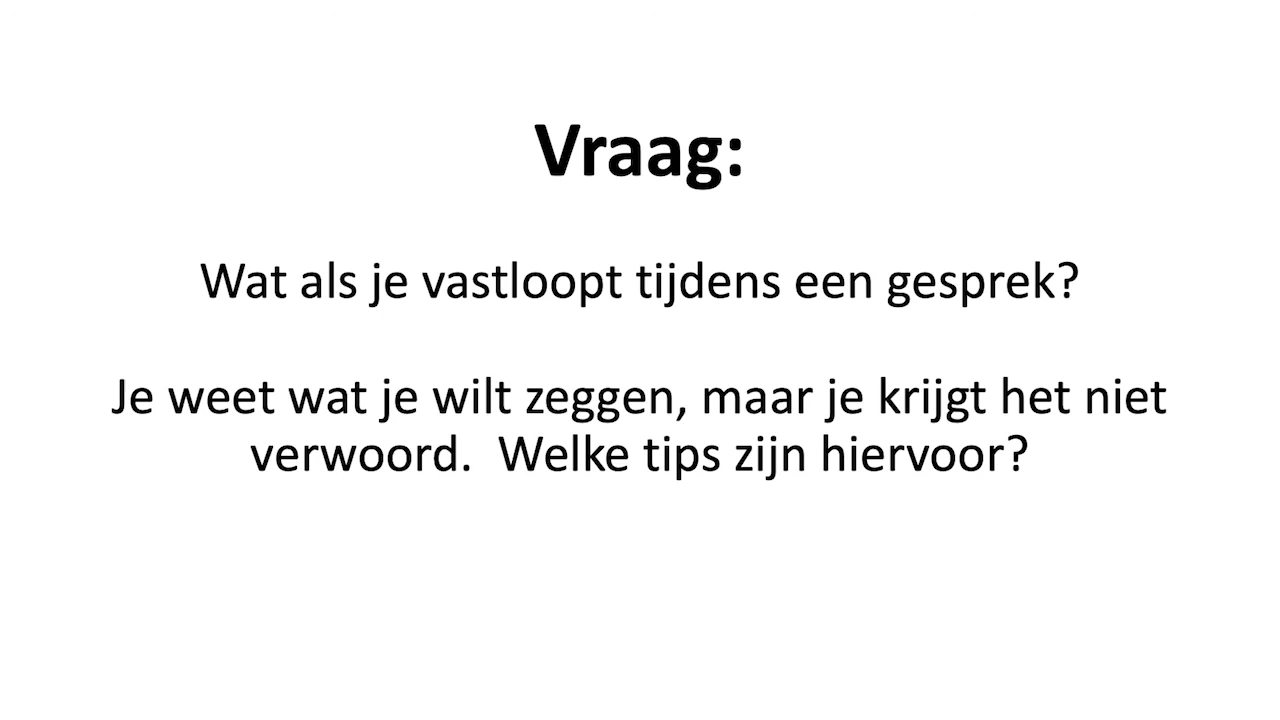 Vraag:
Wat als je vastloopt tijdens een gesprek?
Je weet wat je wilt zeggen, maar je krijgt het niet
verwoord.  Welke tips zijn hiervoor?